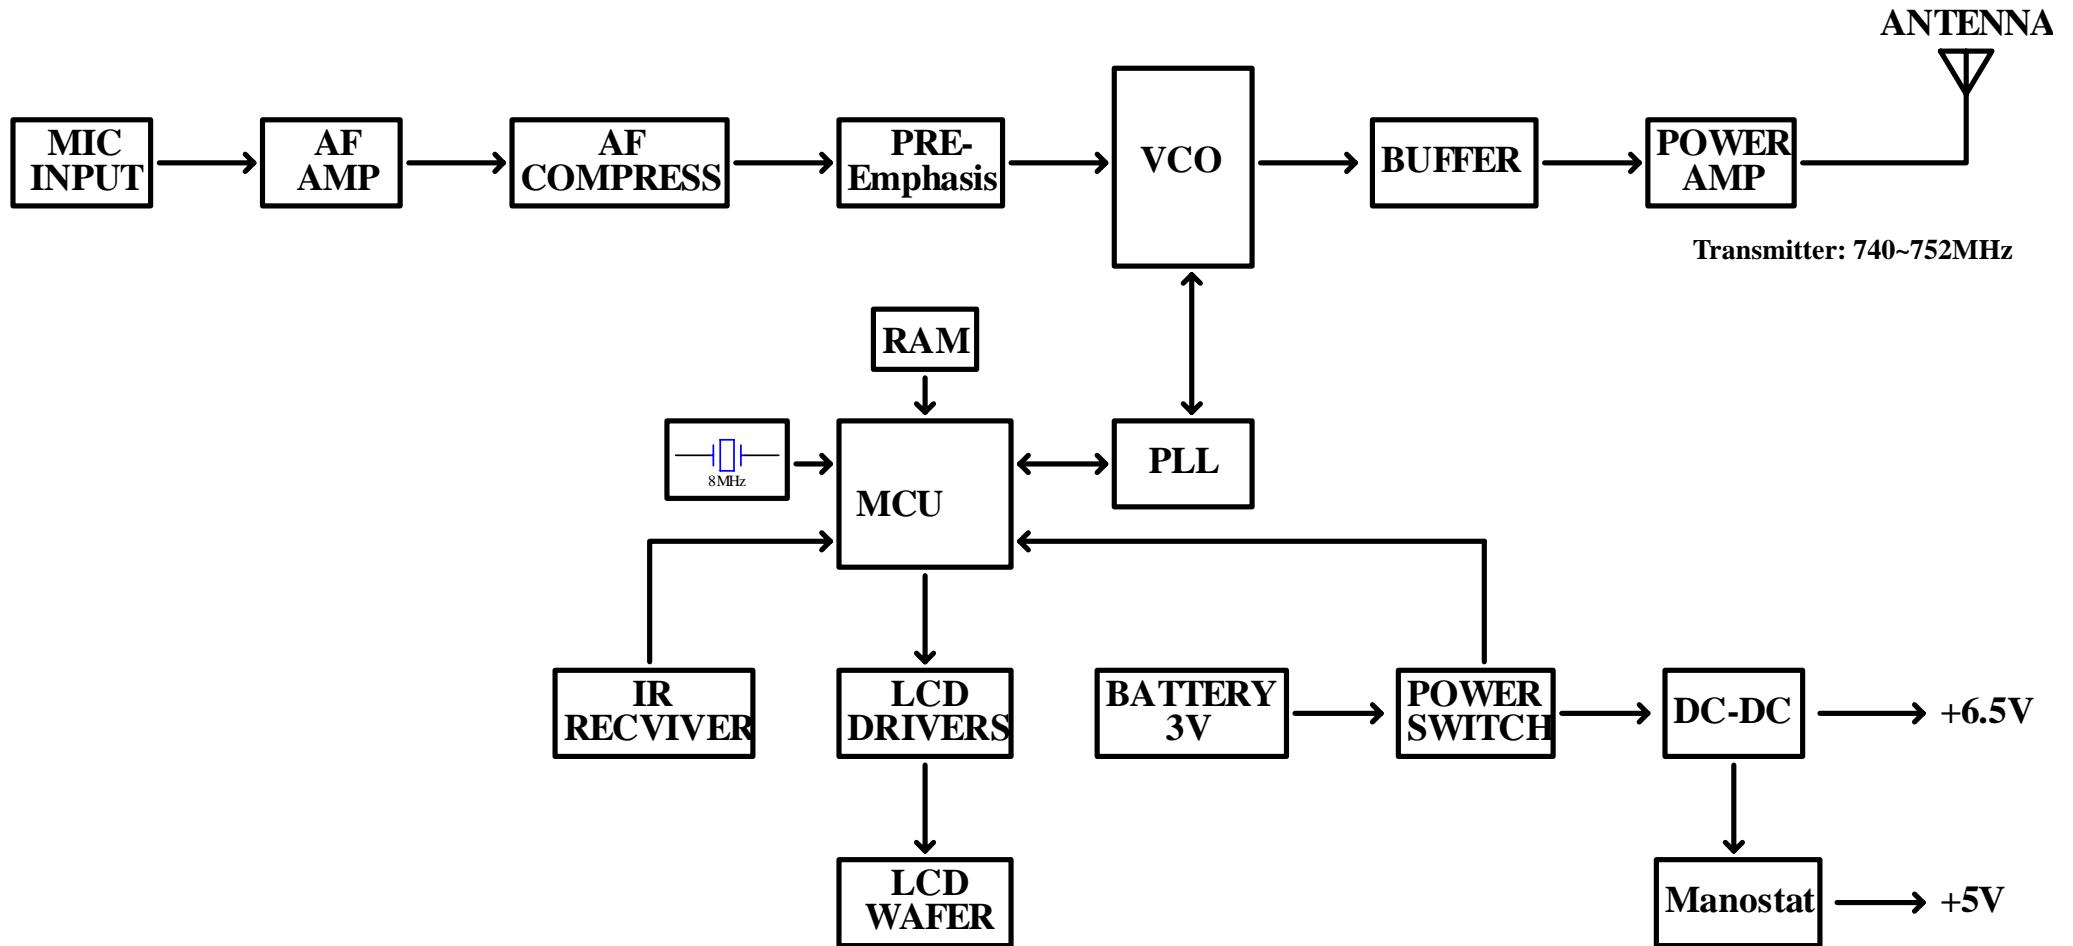 ANTENNA
MIC
INPUT
AF
AMP
AF
COMPRESS
PRE-
Emphasis
VCO
BUFFER
POWER
AMP
Transmitter: 740~752MHz
RAM
8MHz
MCU
PLL
IR
RECVIVER
LCD
DRIVERS
BATTERY
3V
POWER
SWITCH
DC-DC
+6.5V
LCD
WAFER
Manostat
+5V